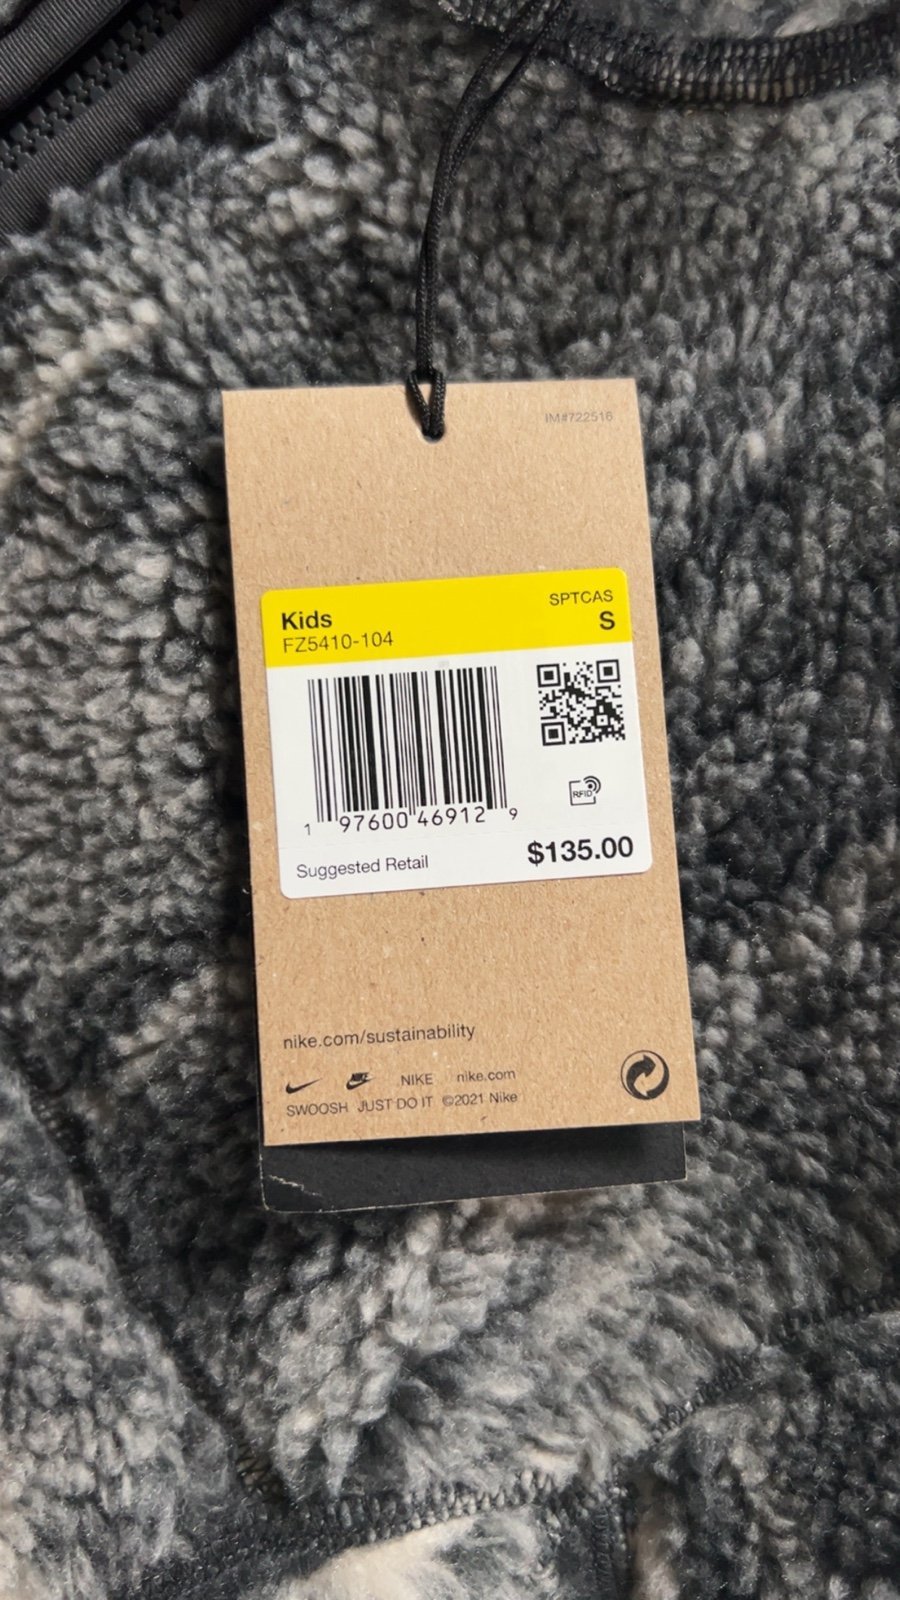 IM#722516
Kids
SPTCAS
FZ5410-104
S
RFID
1 97600 46912 9
Suggested Retail
$135.00
nike.com/sustainability
NIKE nike.com
SWOOSH JUST DO IT ©2021 Nike